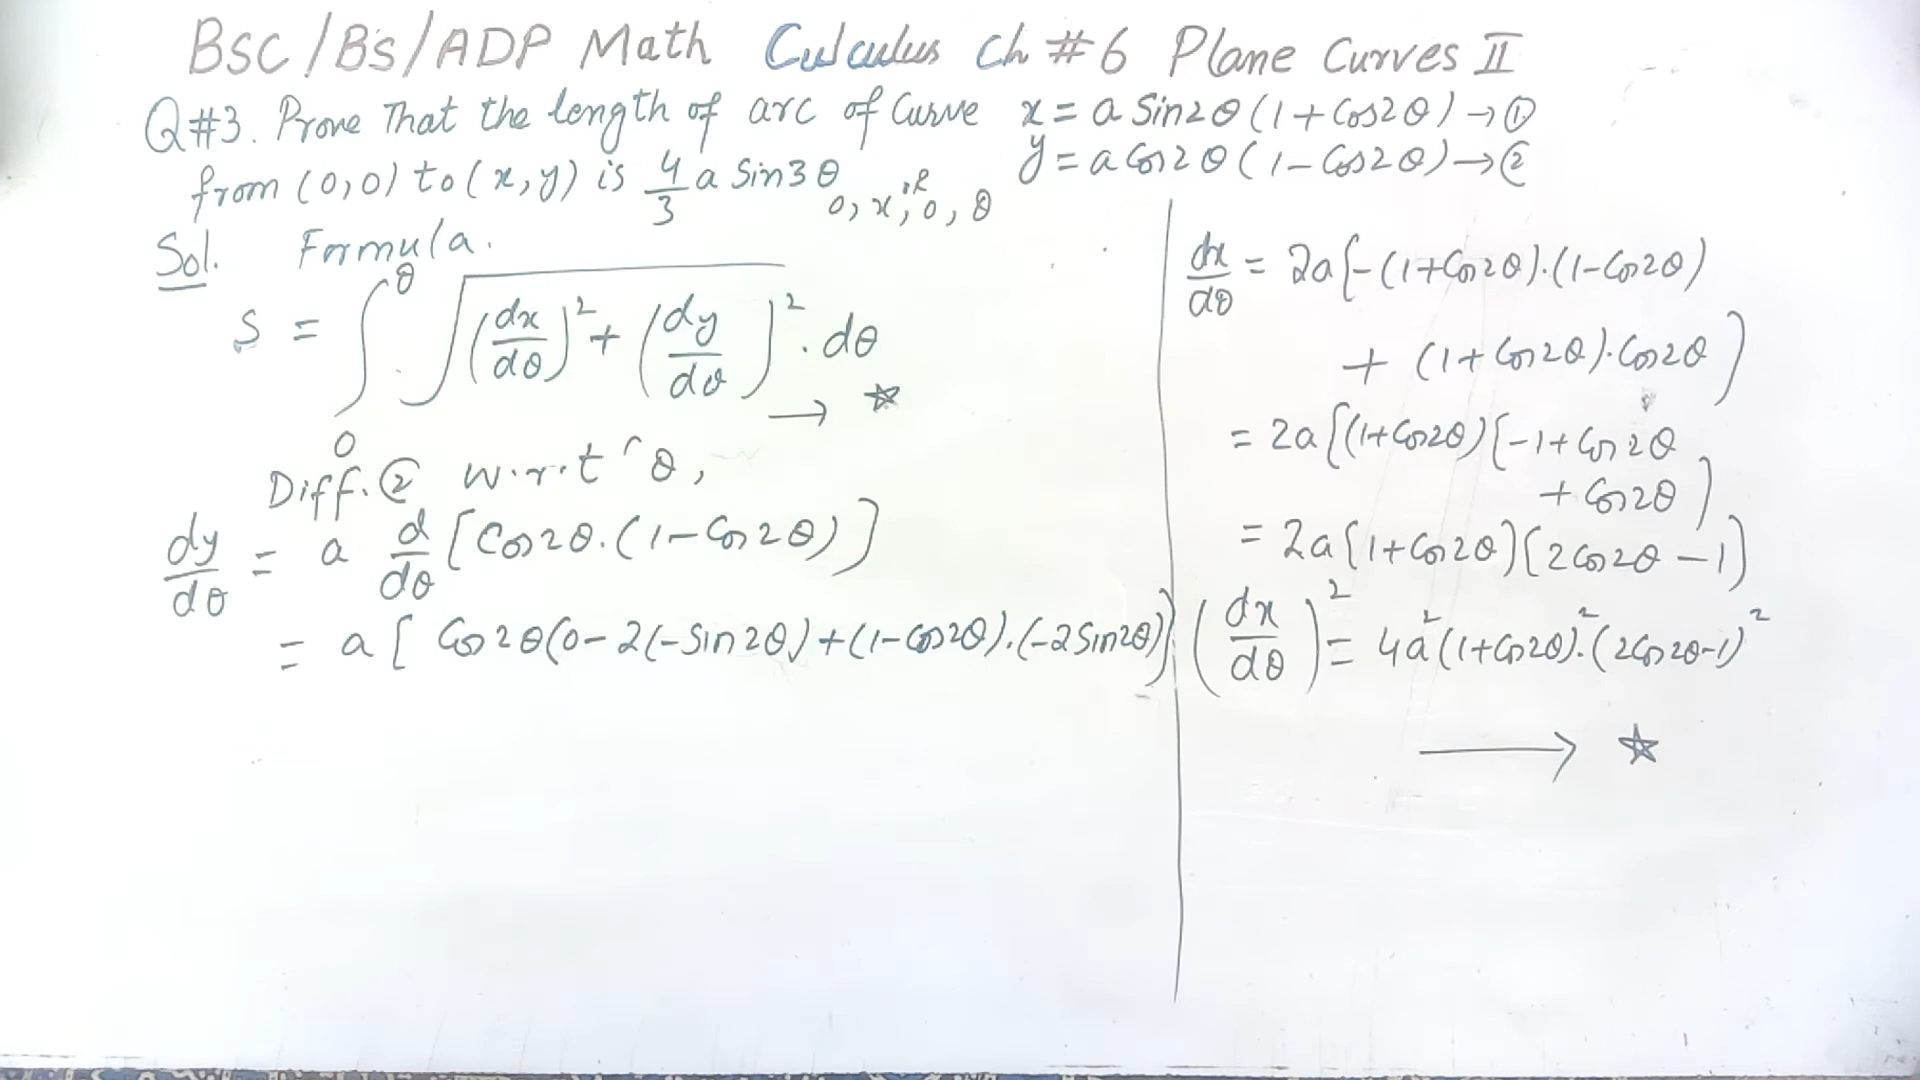 BSC/BS/ADP Math Calculus Ch #6 Plane Curves II
Q#3. Prove That the length of arc of Curve x = a Sin2θ(1+Cos2θ) → ①
y = a Cos2θ(1-Cos2θ) → ②
from (0,0) to (x,y) is 4/3 a Sin3θ
0, x, 0, θ
Sol. Formula.
S = ∫₀^θ √((dx/dθ)² + (dy/dθ)²) . dθ → ☆
Diff. ② w.r.t 'θ,
dy/dθ = a d/dθ [Cos2θ.(1-Cos2θ)]
= a [ Cos2θ(0-2(-Sin2θ)+(1-Cos2θ).(-2Sin2θ)]
dx/dθ = 2a[-(1+Cos2θ).(1-Cos2θ)
+ (1+Cos2θ).Cos2θ]
= 2a[(1+Cos2θ)[-1+Cos2θ
+Cos2θ]
= 2a[1+Cos2θ][2Cos2θ-1]
(dx/dθ)² = 4a²(1+Cos2θ)².(2Cos2θ-1)²
→ ☆